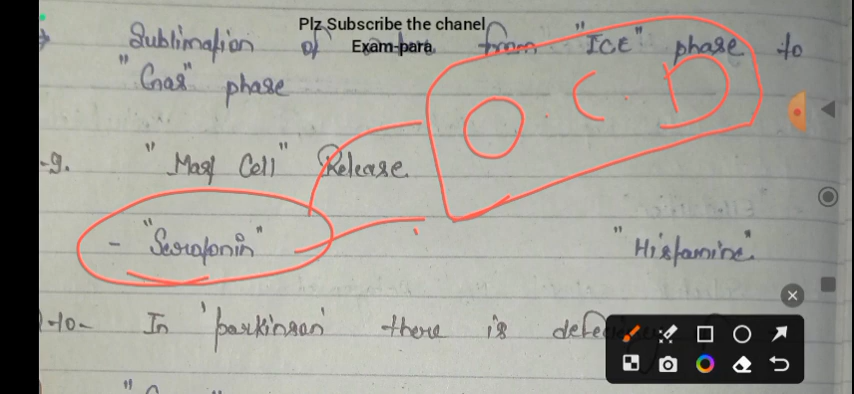 Plz Subscribe the chanel
Exam-para
Sublimation of from "ICE" phase to
"Gas" phase
-9. "Mast Cell" Release
O.C.D
- "Serotonin" "Histamine"
-10- In 'parkinson' there is